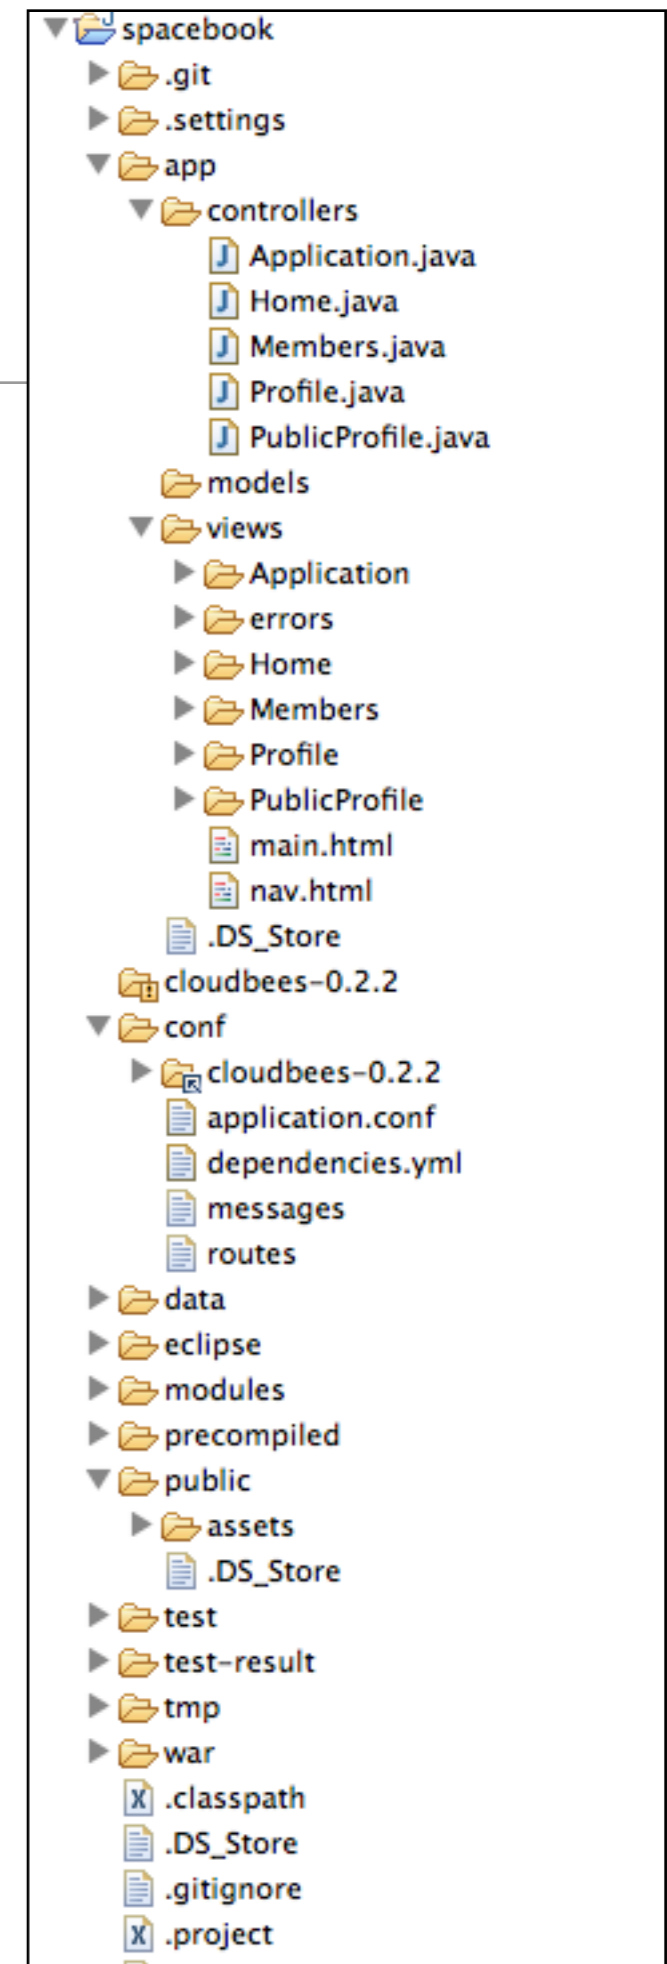 spacebook
.git
.settings
app
controllers
Application.java
Home.java
Members.java
Profile.java
PublicProfile.java
models
views
Application
errors
Home
Members
Profile
PublicProfile
main.html
nav.html
.DS_Store
cloudbees-0.2.2
conf
cloudbees-0.2.2
application.conf
dependencies.yml
messages
routes
data
eclipse
modules
precompiled
public
assets
.DS_Store
test
test-result
tmp
war
.classpath
.DS_Store
.gitignore
.project